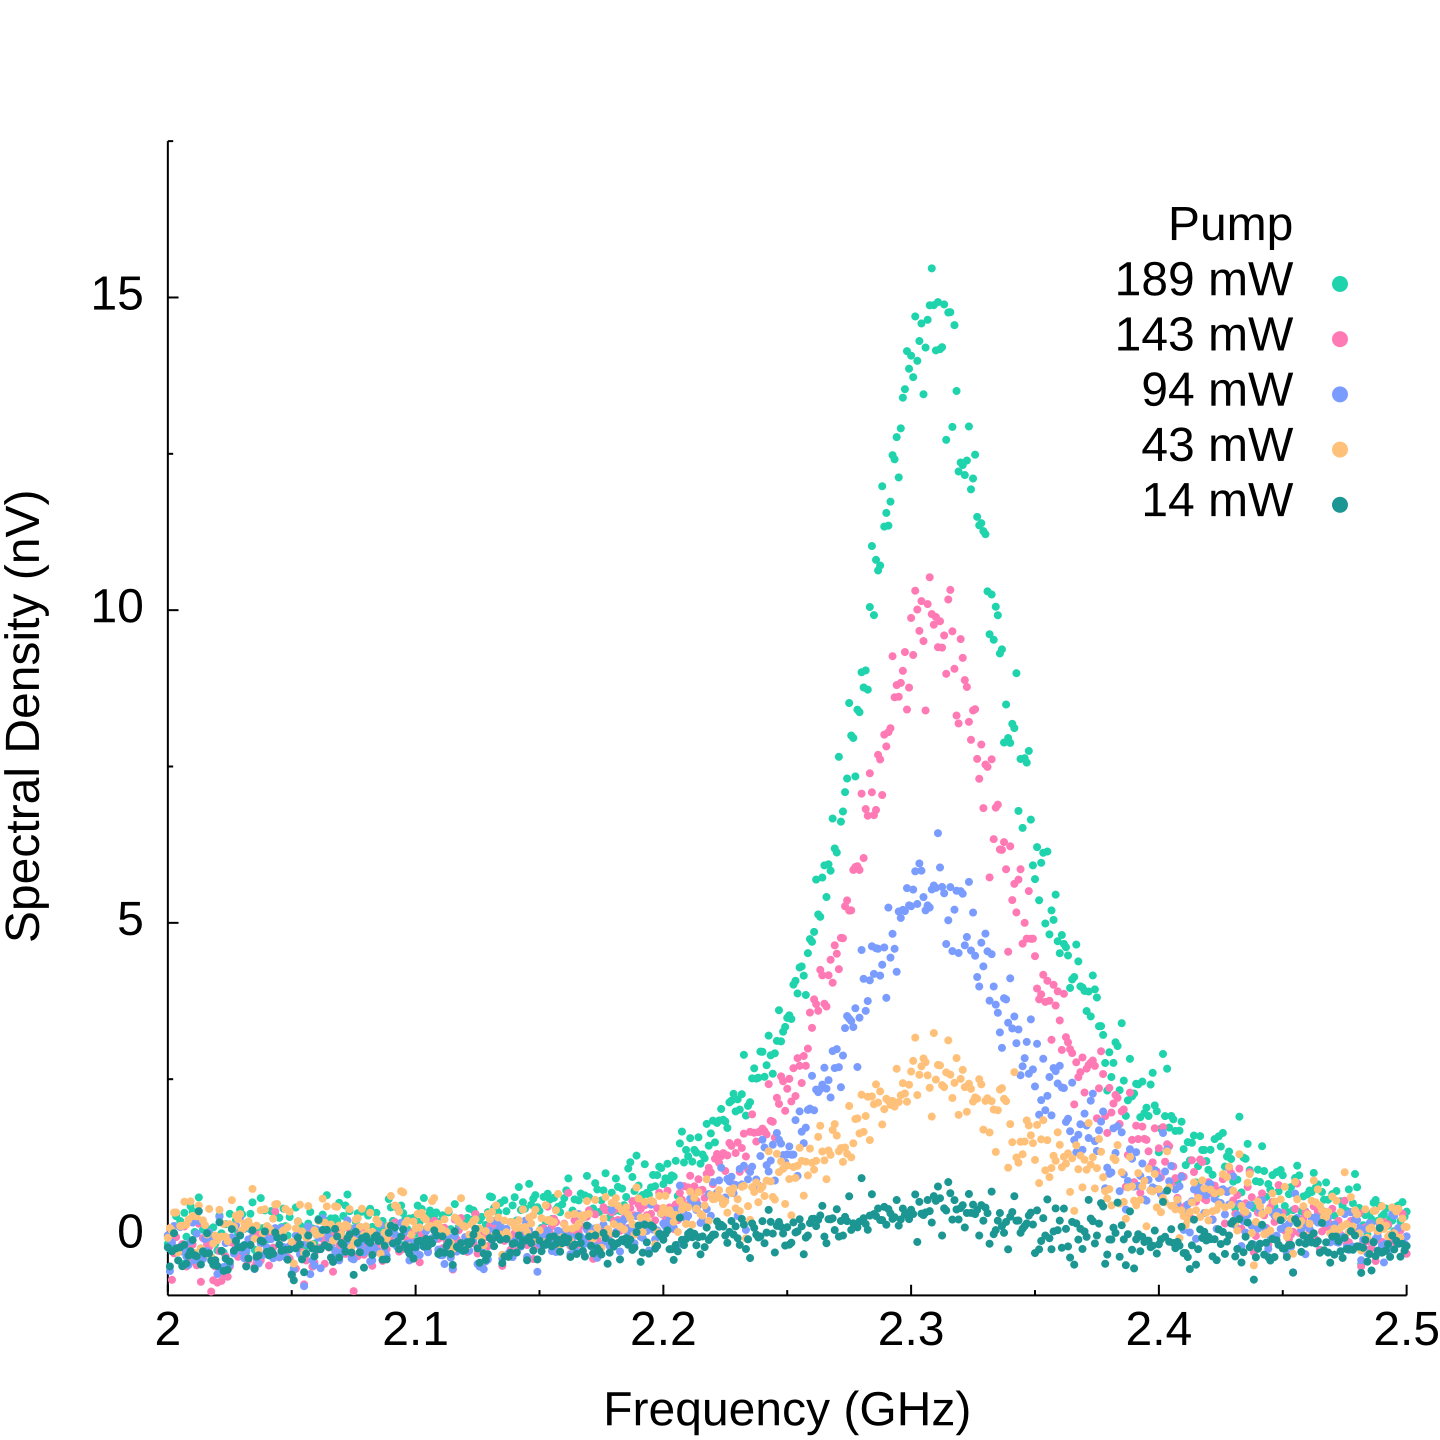 Pump
189 mW
143 mW
94 mW
43 mW
14 mW
15
10
5
0
Spectral Density (nV)
2 2.1 2.2 2.3 2.4 2.5
Frequency (GHz)